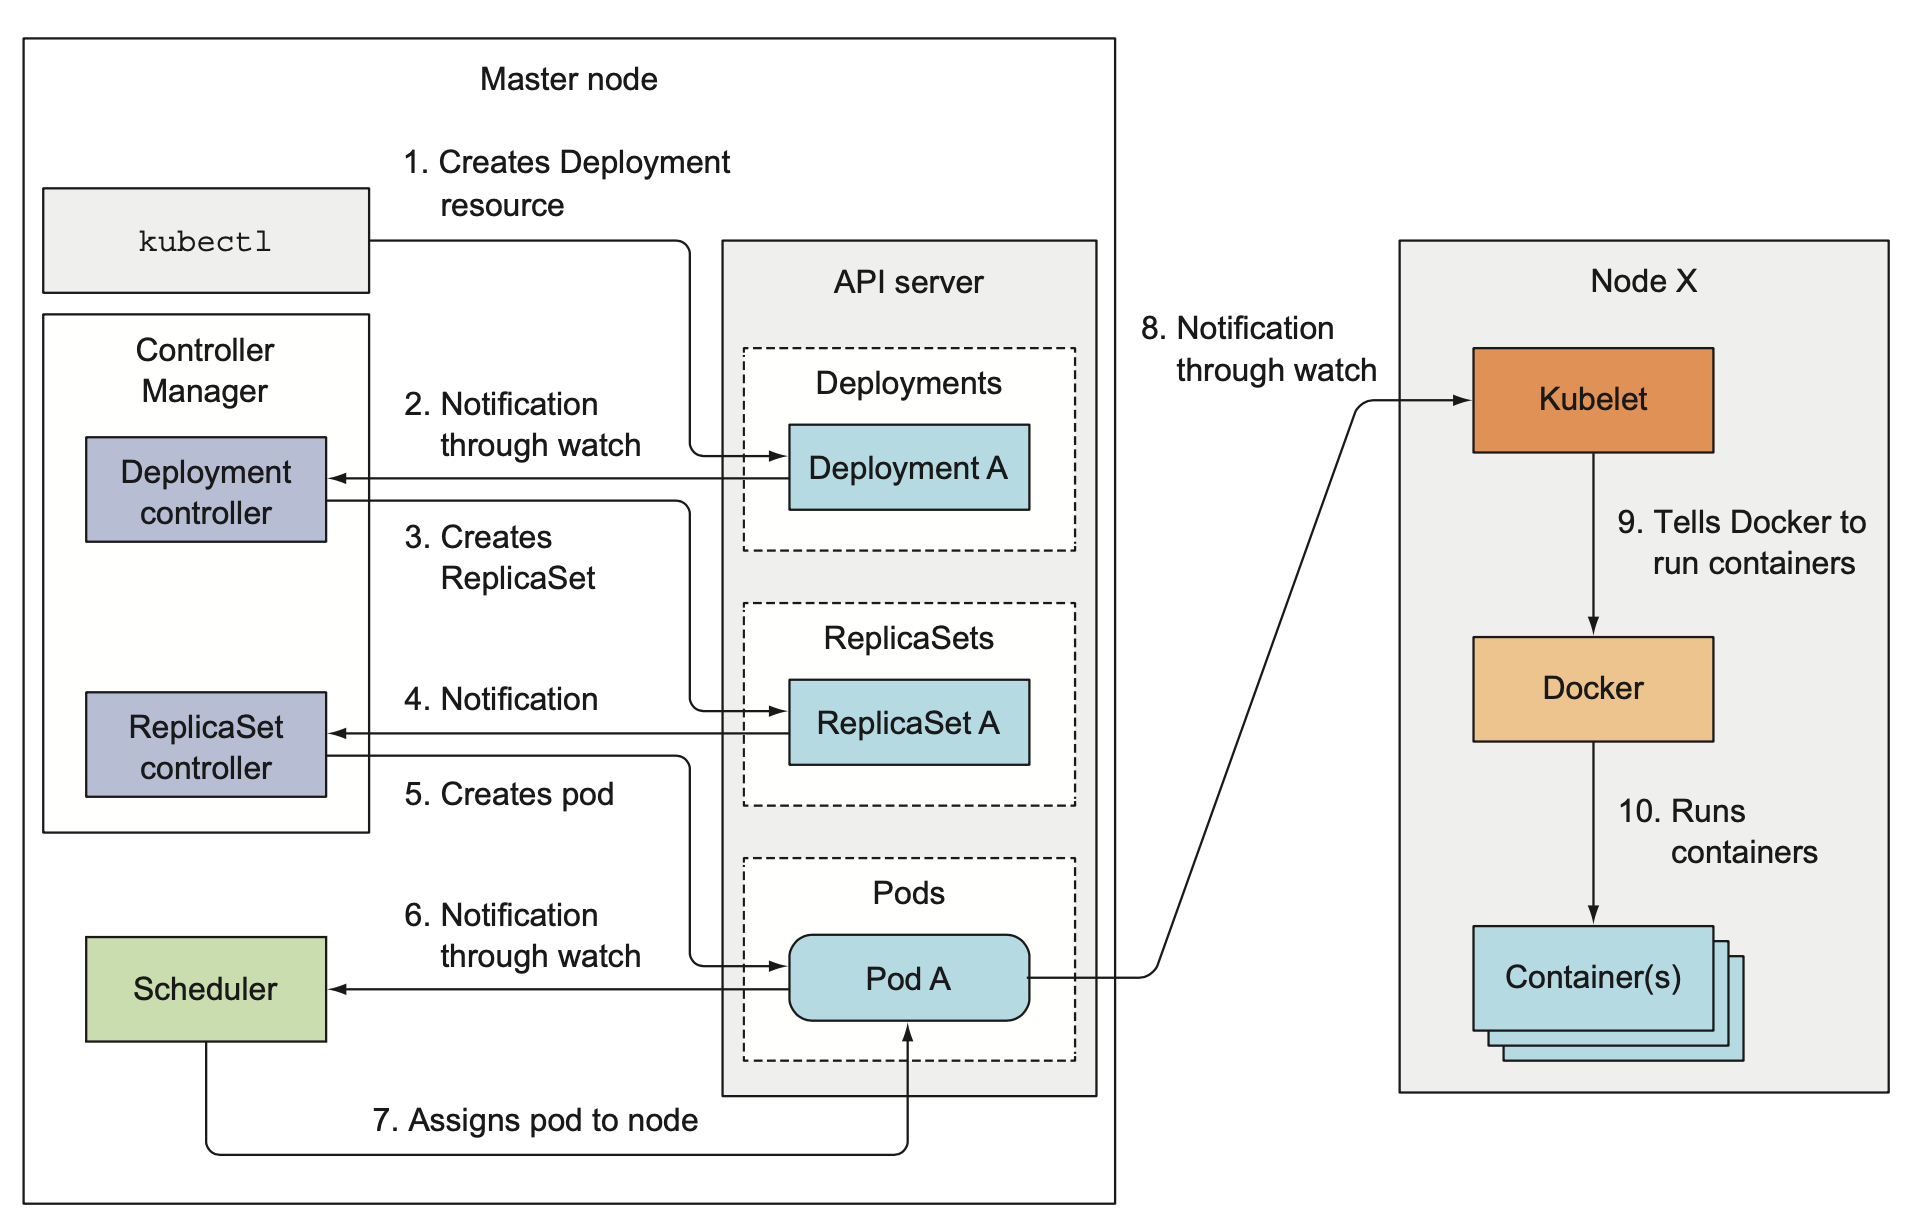 Master node
1. Creates Deployment
resource
kubectl
API server
Node X
Controller
Manager
8. Notification
through watch
Deployments
Kubelet
2. Notification
through watch
Deployment
controller
Deployment A
3. Creates
ReplicaSet
9. Tells Docker to
run containers
ReplicaSets
4. Notification
ReplicaSet
controller
ReplicaSet A
Docker
5. Creates pod
10. Runs
containers
Pods
6. Notification
through watch
Scheduler
Pod A
Container(s)
7. Assigns pod to node